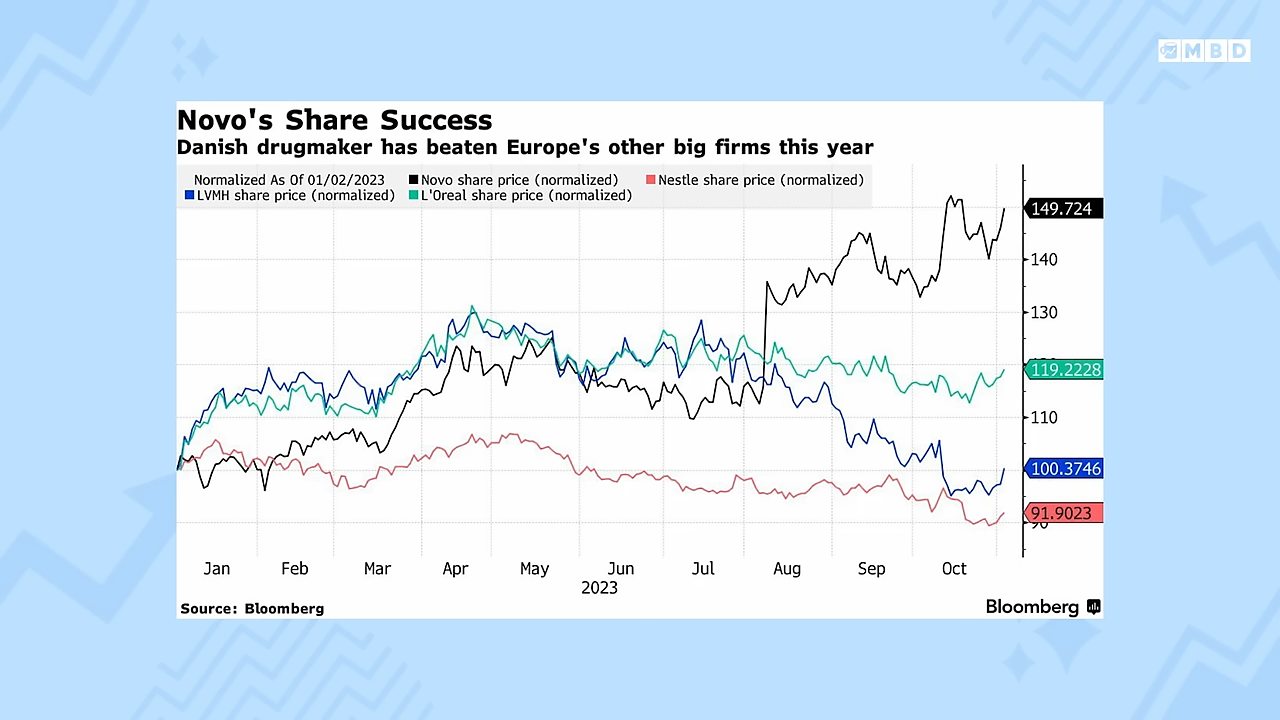 MBD
Novo's Share Success
Danish drugmaker has beaten Europe's other big firms this year
Normalized As Of 01/02/2023 Novo share price (normalized) Nestle share price (normalized)
LVMH share price (normalized) L'Oreal share price (normalized)
149.724
140
130
119.2228
110
100.3746
91.9023
90
Jan Feb Mar Apr May Jun Jul Aug Sep Oct
2023
Source: Bloomberg
Bloomberg